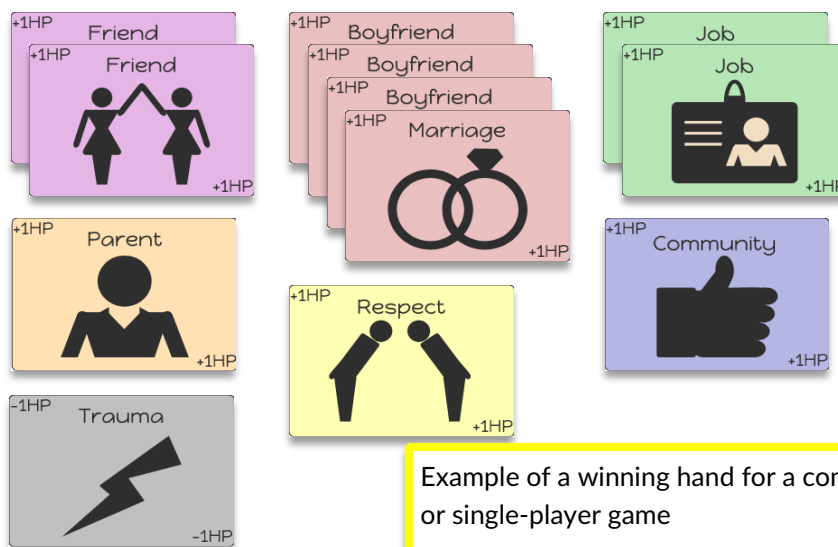 +1HP
Friend
+1HP
Friend
+1HP
+1HP
Boyfriend
+1HP
Boyfriend
+1HP
Boyfriend
+1HP
Marriage
+1HP
+1HP
Job
+1HP
Job
+1HP
+1HP
Parent
+1HP
+1HP
Respect
+1HP
+1HP
Community
+1HP
-1HP
Trauma
-1HP
Example of a winning hand for a
or single-player game